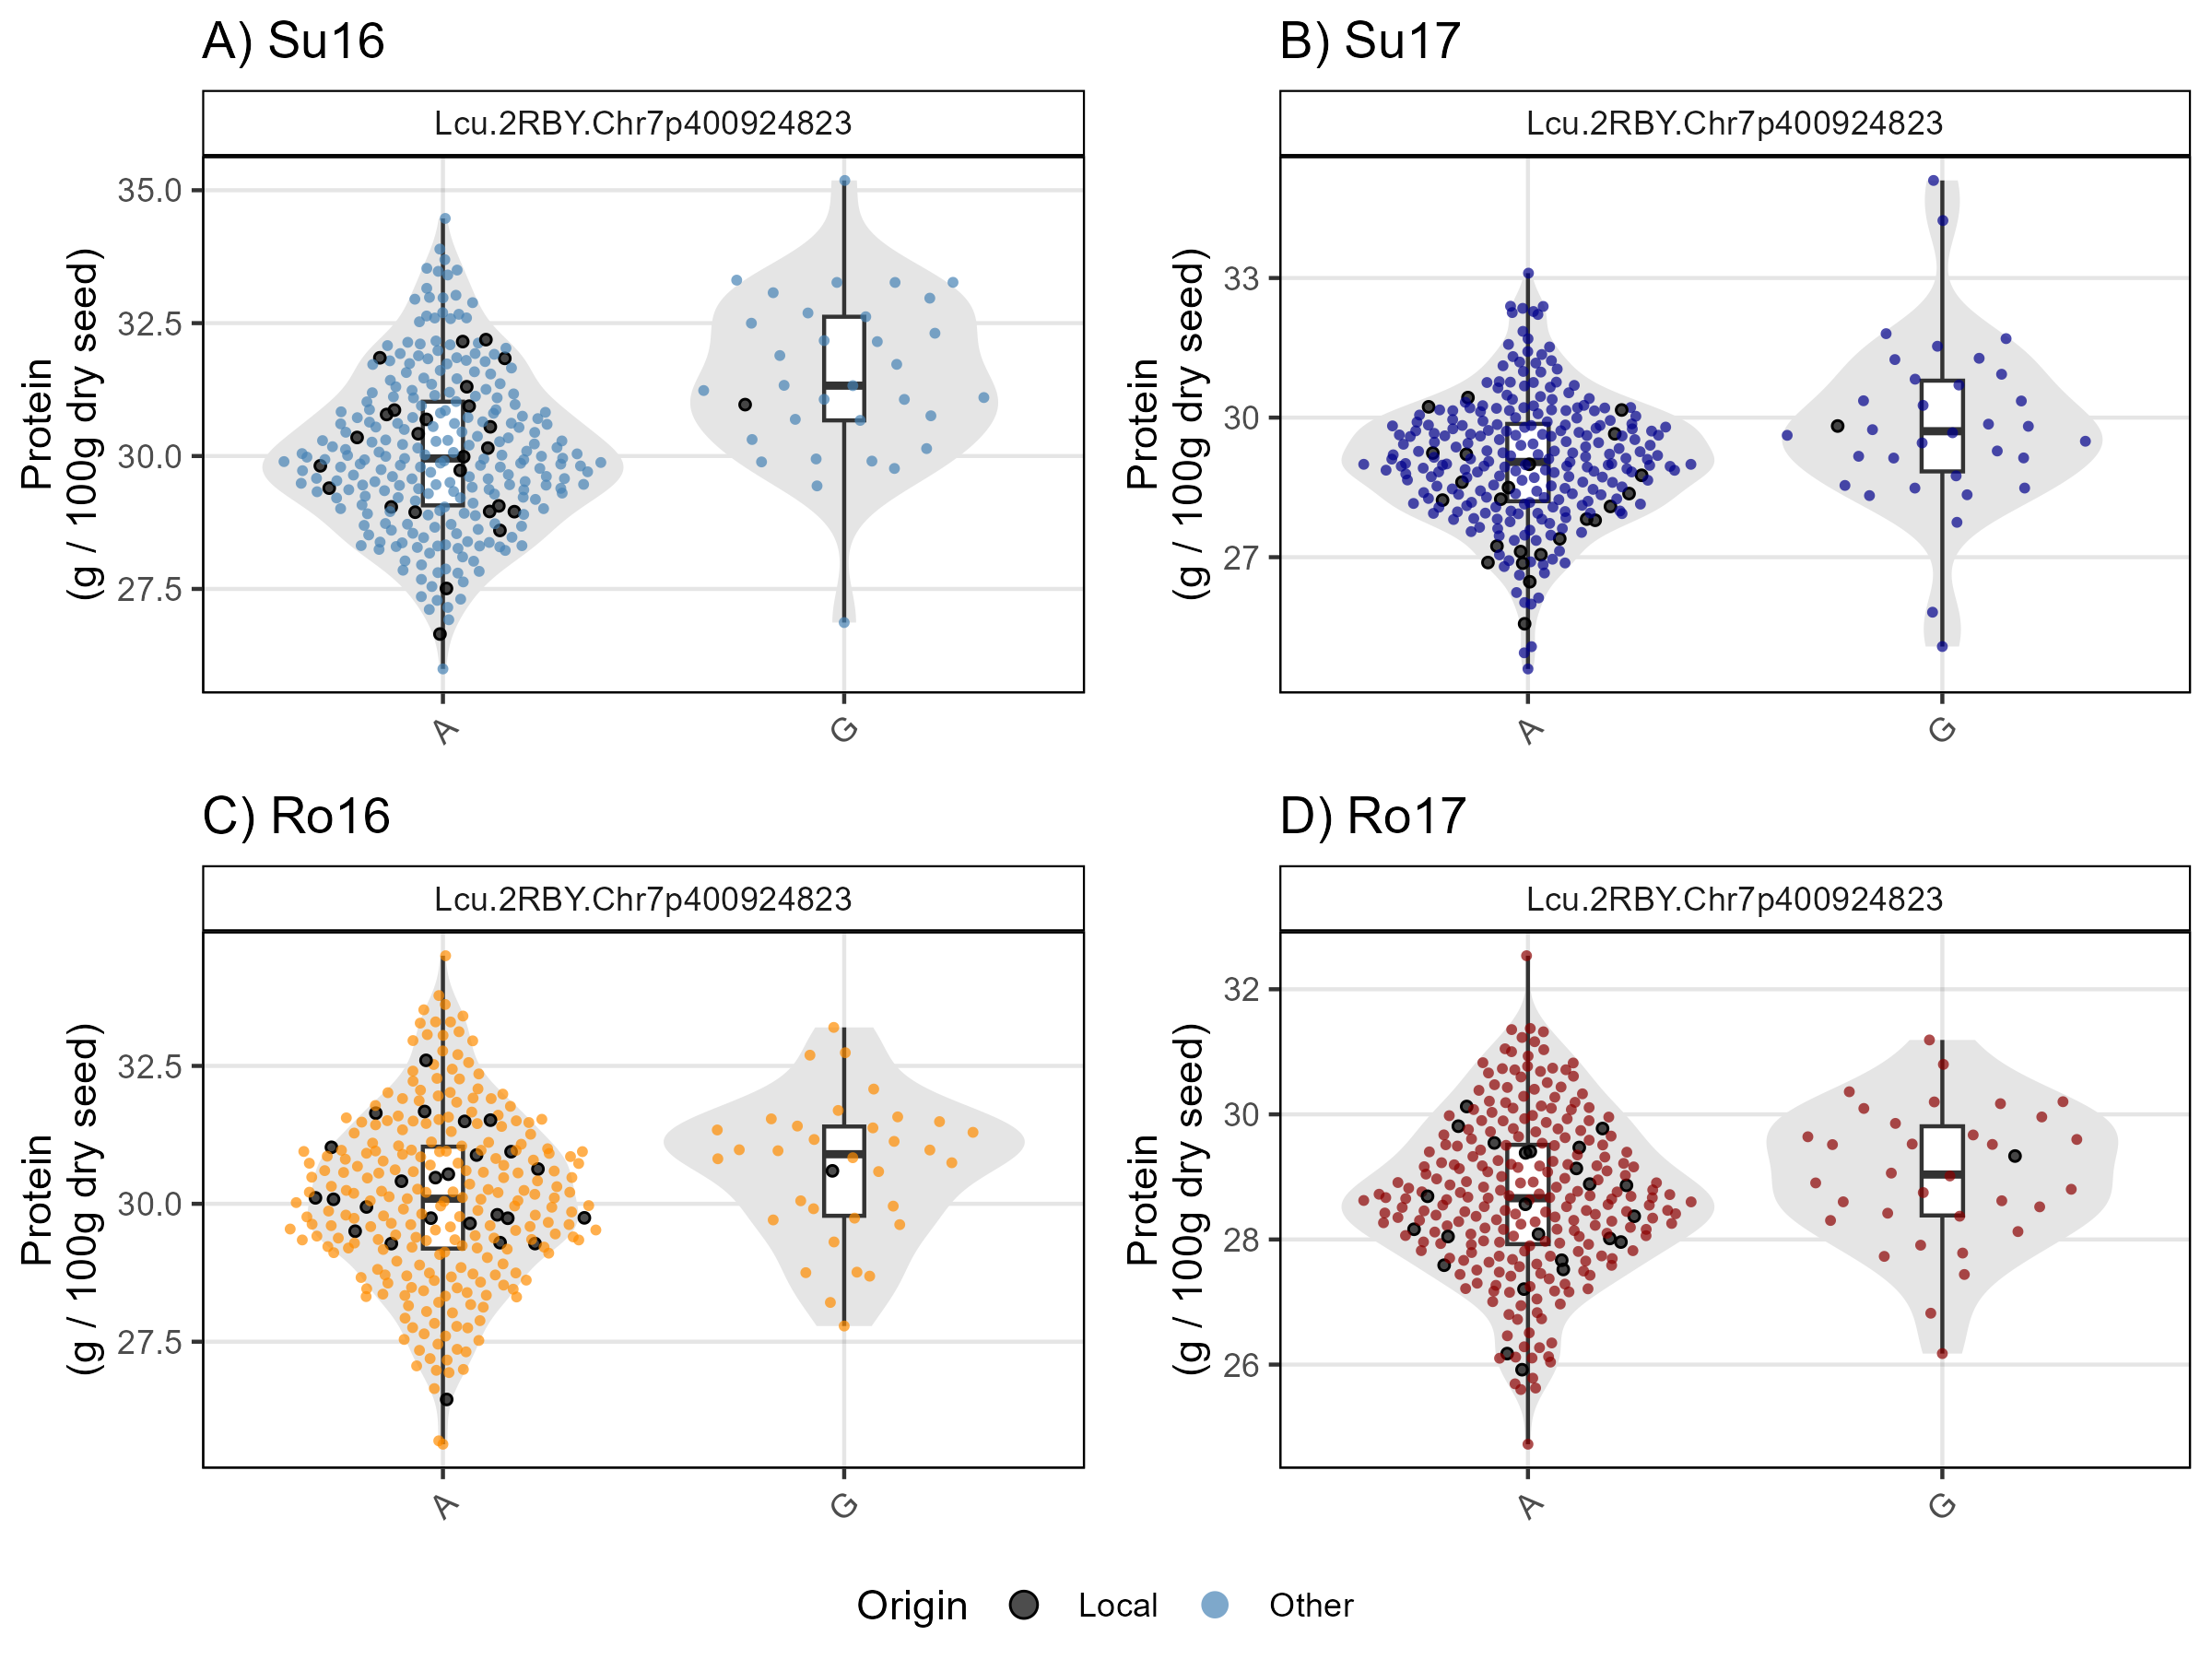 A) Su16
Lcu.2RBY.Chr7p400924823
Protein
(g / 100g dry seed)
35.0
32.5
30.0
27.5
A
G
B) Su17
Lcu.2RBY.Chr7p400924823
Protein
(g / 100g dry seed)
33
30
27
A
G
C) Ro16
Lcu.2RBY.Chr7p400924823
Protein
(g / 100g dry seed)
32.5
30.0
27.5
A
G
D) Ro17
Lcu.2RBY.Chr7p400924823
Protein
(g / 100g dry seed)
32
30
28
26
A
G
Origin Local Other